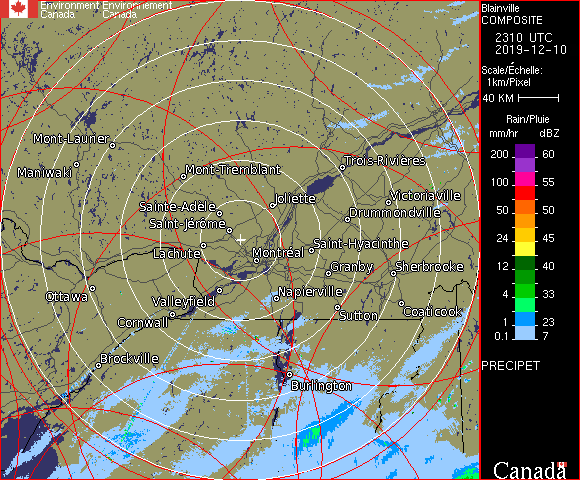 Environment Environnement
Canada Canada
Blainville
COMPOSITE
2310 UTC
2019-12-10
Scale/Échelle:
1km/Pixel
40 KM
Rain/Pluie
mm/hr dBZ
200 60
100 55
50 50
24 45
12 40
4 33
1 23
0.1 7
PRECIPET
Canada
Mont-Laurier
Maniwaki
Mont-Tremblant
Trois-Rivières
Joliette
Victoriaville
Sainte-Adèle
Drummondville
Saint-Jérôme
Saint-Hyacinthe
Lachute
Montréal
Granby
Sherbrooke
Ottawa
Valleyfield
Napierville
Coaticook
Cornwall
Sutton
Brockville
Burlington